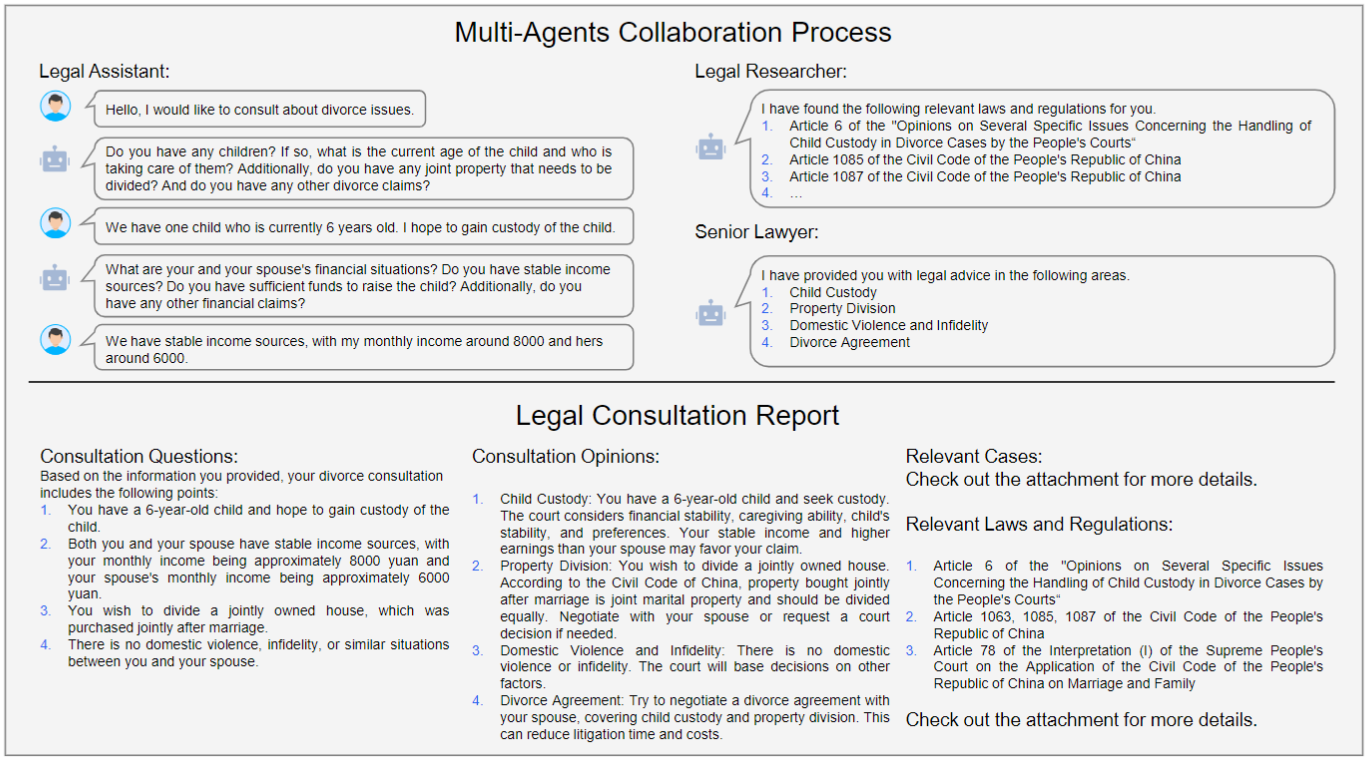 Multi-Agents Collaboration Process
Legal Assistant:
Hello, I would like to consult about divorce issues.
Do you have any children? If so, what is the current age of the child and who is
taking care of them? Additionally, do you have any joint property that needs to be
divided? And do you have any other divorce claims?
We have one child who is currently 6 years old. I hope to gain custody of the child.
What are your and your spouse's financial situations? Do you have stable income
sources? Do you have sufficient funds to raise the child? Additionally, do you
have any other financial claims?
We have stable income sources, with my monthly income around 8000 and hers
around 6000.
Legal Researcher:
I have found the following relevant laws and regulations for you.
1. Article 6 of the "Opinions on Several Specific Issues Concerning the Handling of
Child Custody in Divorce Cases by the People's Courts“
2. Article 1085 of the Civil Code of the People's Republic of China
3. Article 1087 of the Civil Code of the People's Republic of China
4. …
Senior Lawyer:
I have provided you with legal advice in the following areas.
1. Child Custody
2. Property Division
3. Domestic Violence and Infidelity
4. Divorce Agreement
Legal Consultation Report
Consultation Questions:
Based on the information you provided, your divorce consultation
includes the following points:
1. You have a 6-year-old child and hope to gain custody of the
child.
2. Both you and your spouse have stable income sources, with
your monthly income being approximately 8000 yuan and
your spouse's monthly income being approximately 6000
yuan.
3. You wish to divide a jointly owned house, which was
purchased jointly after marriage.
4. There is no domestic violence, infidelity, or similar situations
between you and your spouse.
Consultation Opinions:
1. Child Custody: You have a 6-year-old child and seek custody.
The court considers financial stability, caregiving ability, child's
stability, and preferences. Your stable income and higher
earnings than your spouse may favor your claim.
2. Property Division: You wish to divide a jointly owned house.
According to the Civil Code of China, property bought jointly
after marriage is joint marital property and should be divided
equally. Negotiate with your spouse or request a court
decision if needed.
3. Domestic Violence and Infidelity: There is no domestic
violence or infidelity. The court will base decisions on other
factors.
4. Divorce Agreement: Try to negotiate a divorce agreement with
your spouse, covering child custody and property division. This
can reduce litigation time and costs.
Relevant Cases:
Check out the attachment for more details.
Relevant Laws and Regulations:
1. Article 6 of the "Opinions on Several Specific Issues
Concerning the Handling of Child Custody in Divorce Cases by
the People's Courts“
2. Article 1063, 1085, 1087 of the Civil Code of the People's
Republic of China
3. Article 78 of the Interpretation (I) of the Supreme People's
Court on the Application of the Civil Code of the People's
Republic of China on Marriage and Family
Check out the attachment for more details.